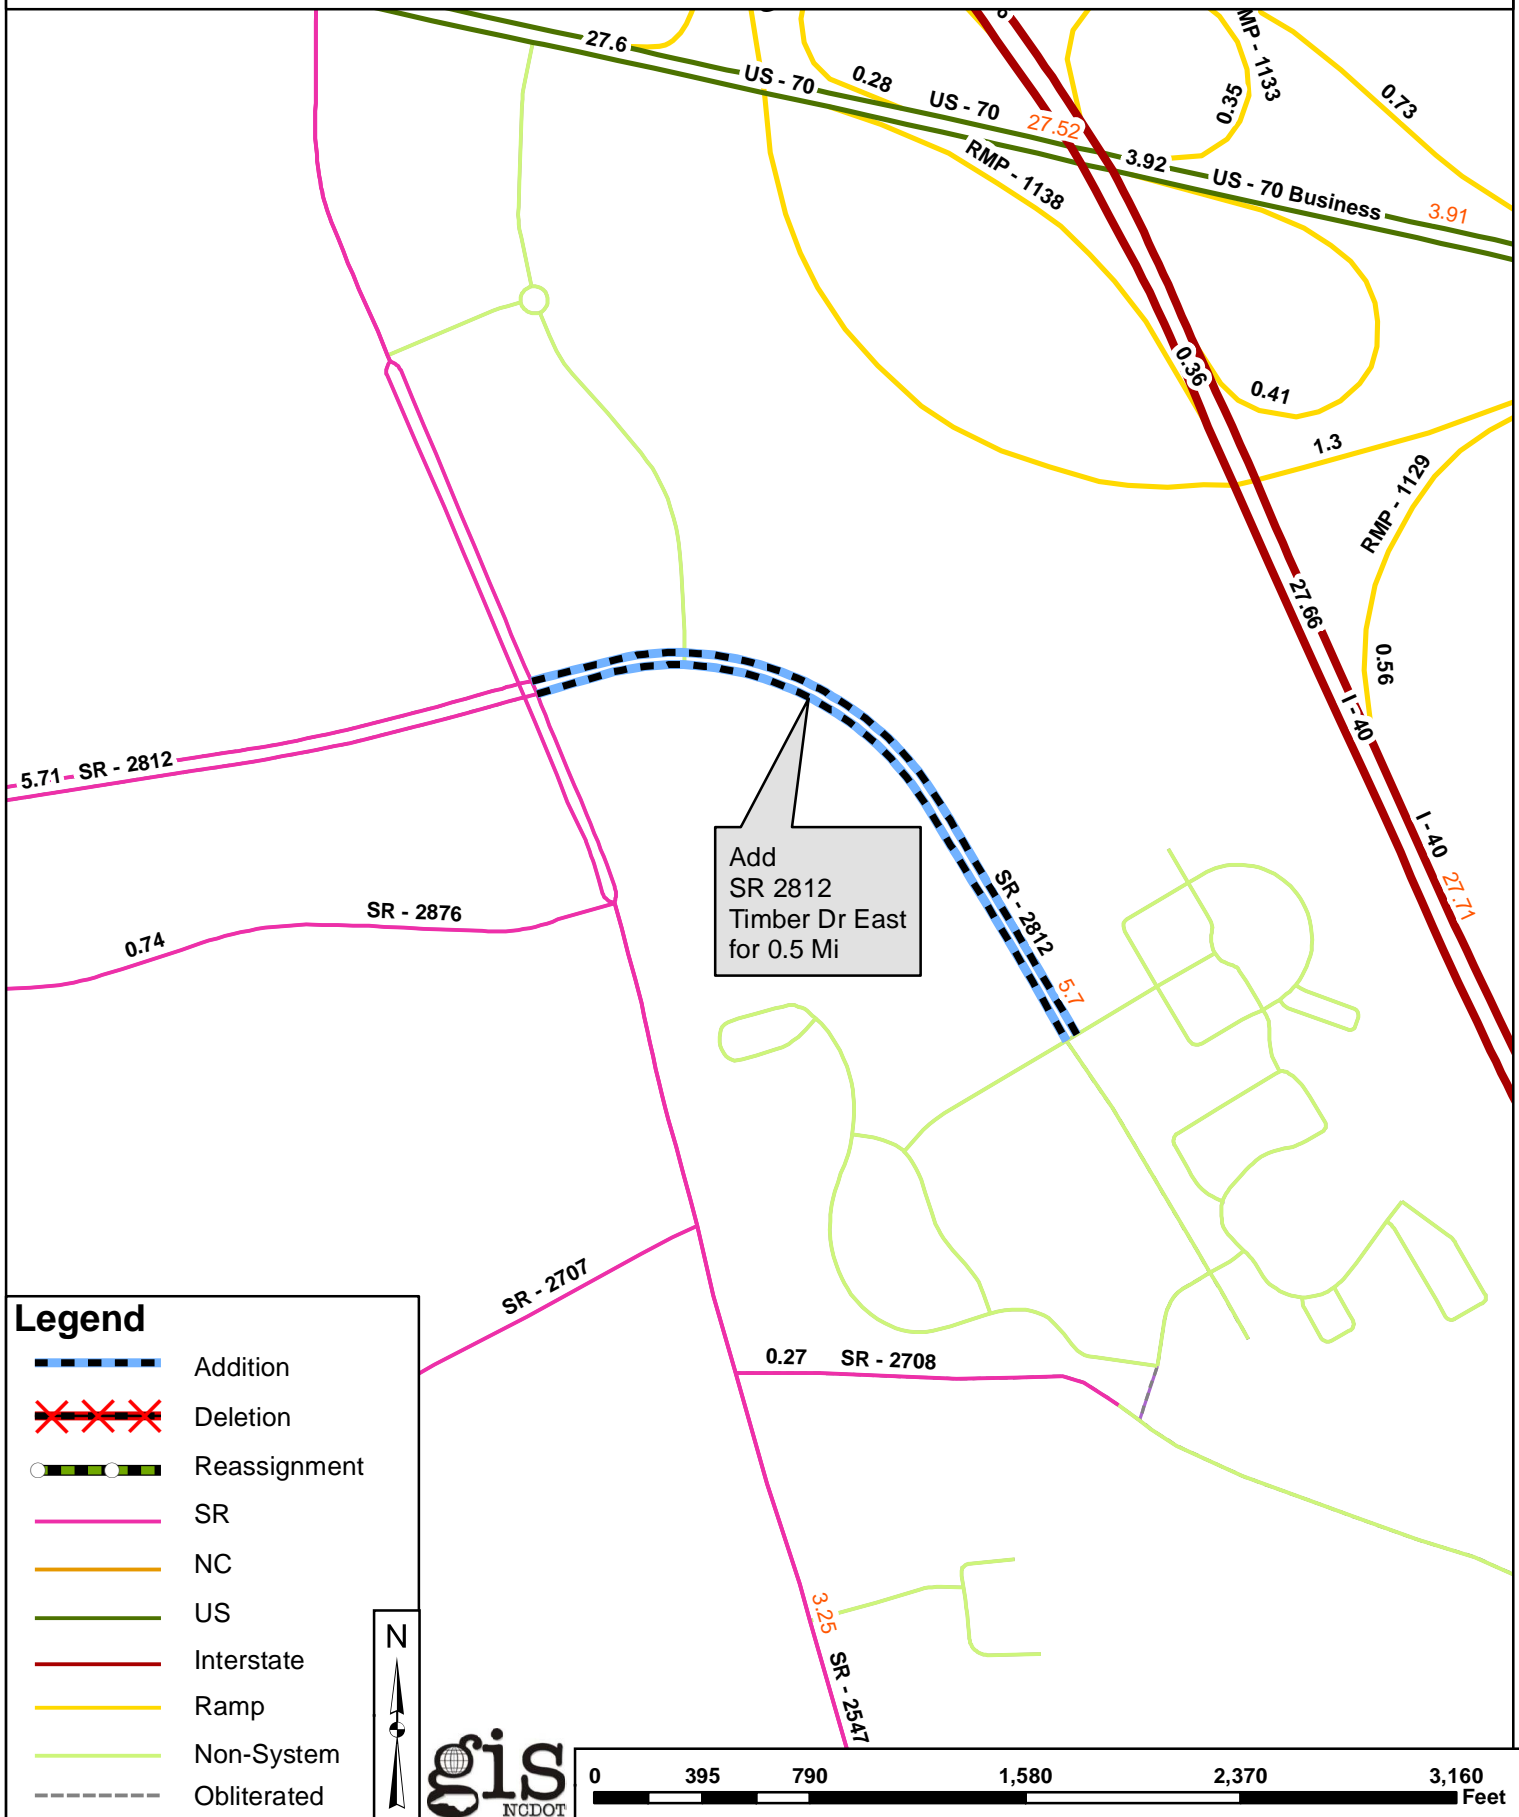 27.6
US - 70
0.28
US - 70
27.52
RMP - 1138
3.92
US - 70 Business
3.91
0.35
MP - 1133
0.73
0.36
0.41
1.3
RMP - 1129
27.66
0.56
I - 40
I - 40
27.71
5.71
SR - 2812
SR - 2876
0.74
Add
SR 2812
Timber Dr East
for 0.5 Mi
SR - 2812
5.7
SR - 2707
0.27
SR - 2708
3.25
SR - 2547
Legend
Addition
Deletion
Reassignment
SR
NC
US
Interstate
Ramp
Non-System
Obliterated
N
gis
NCDOT
0 395 790 1,580 2,370 3,160
Feet